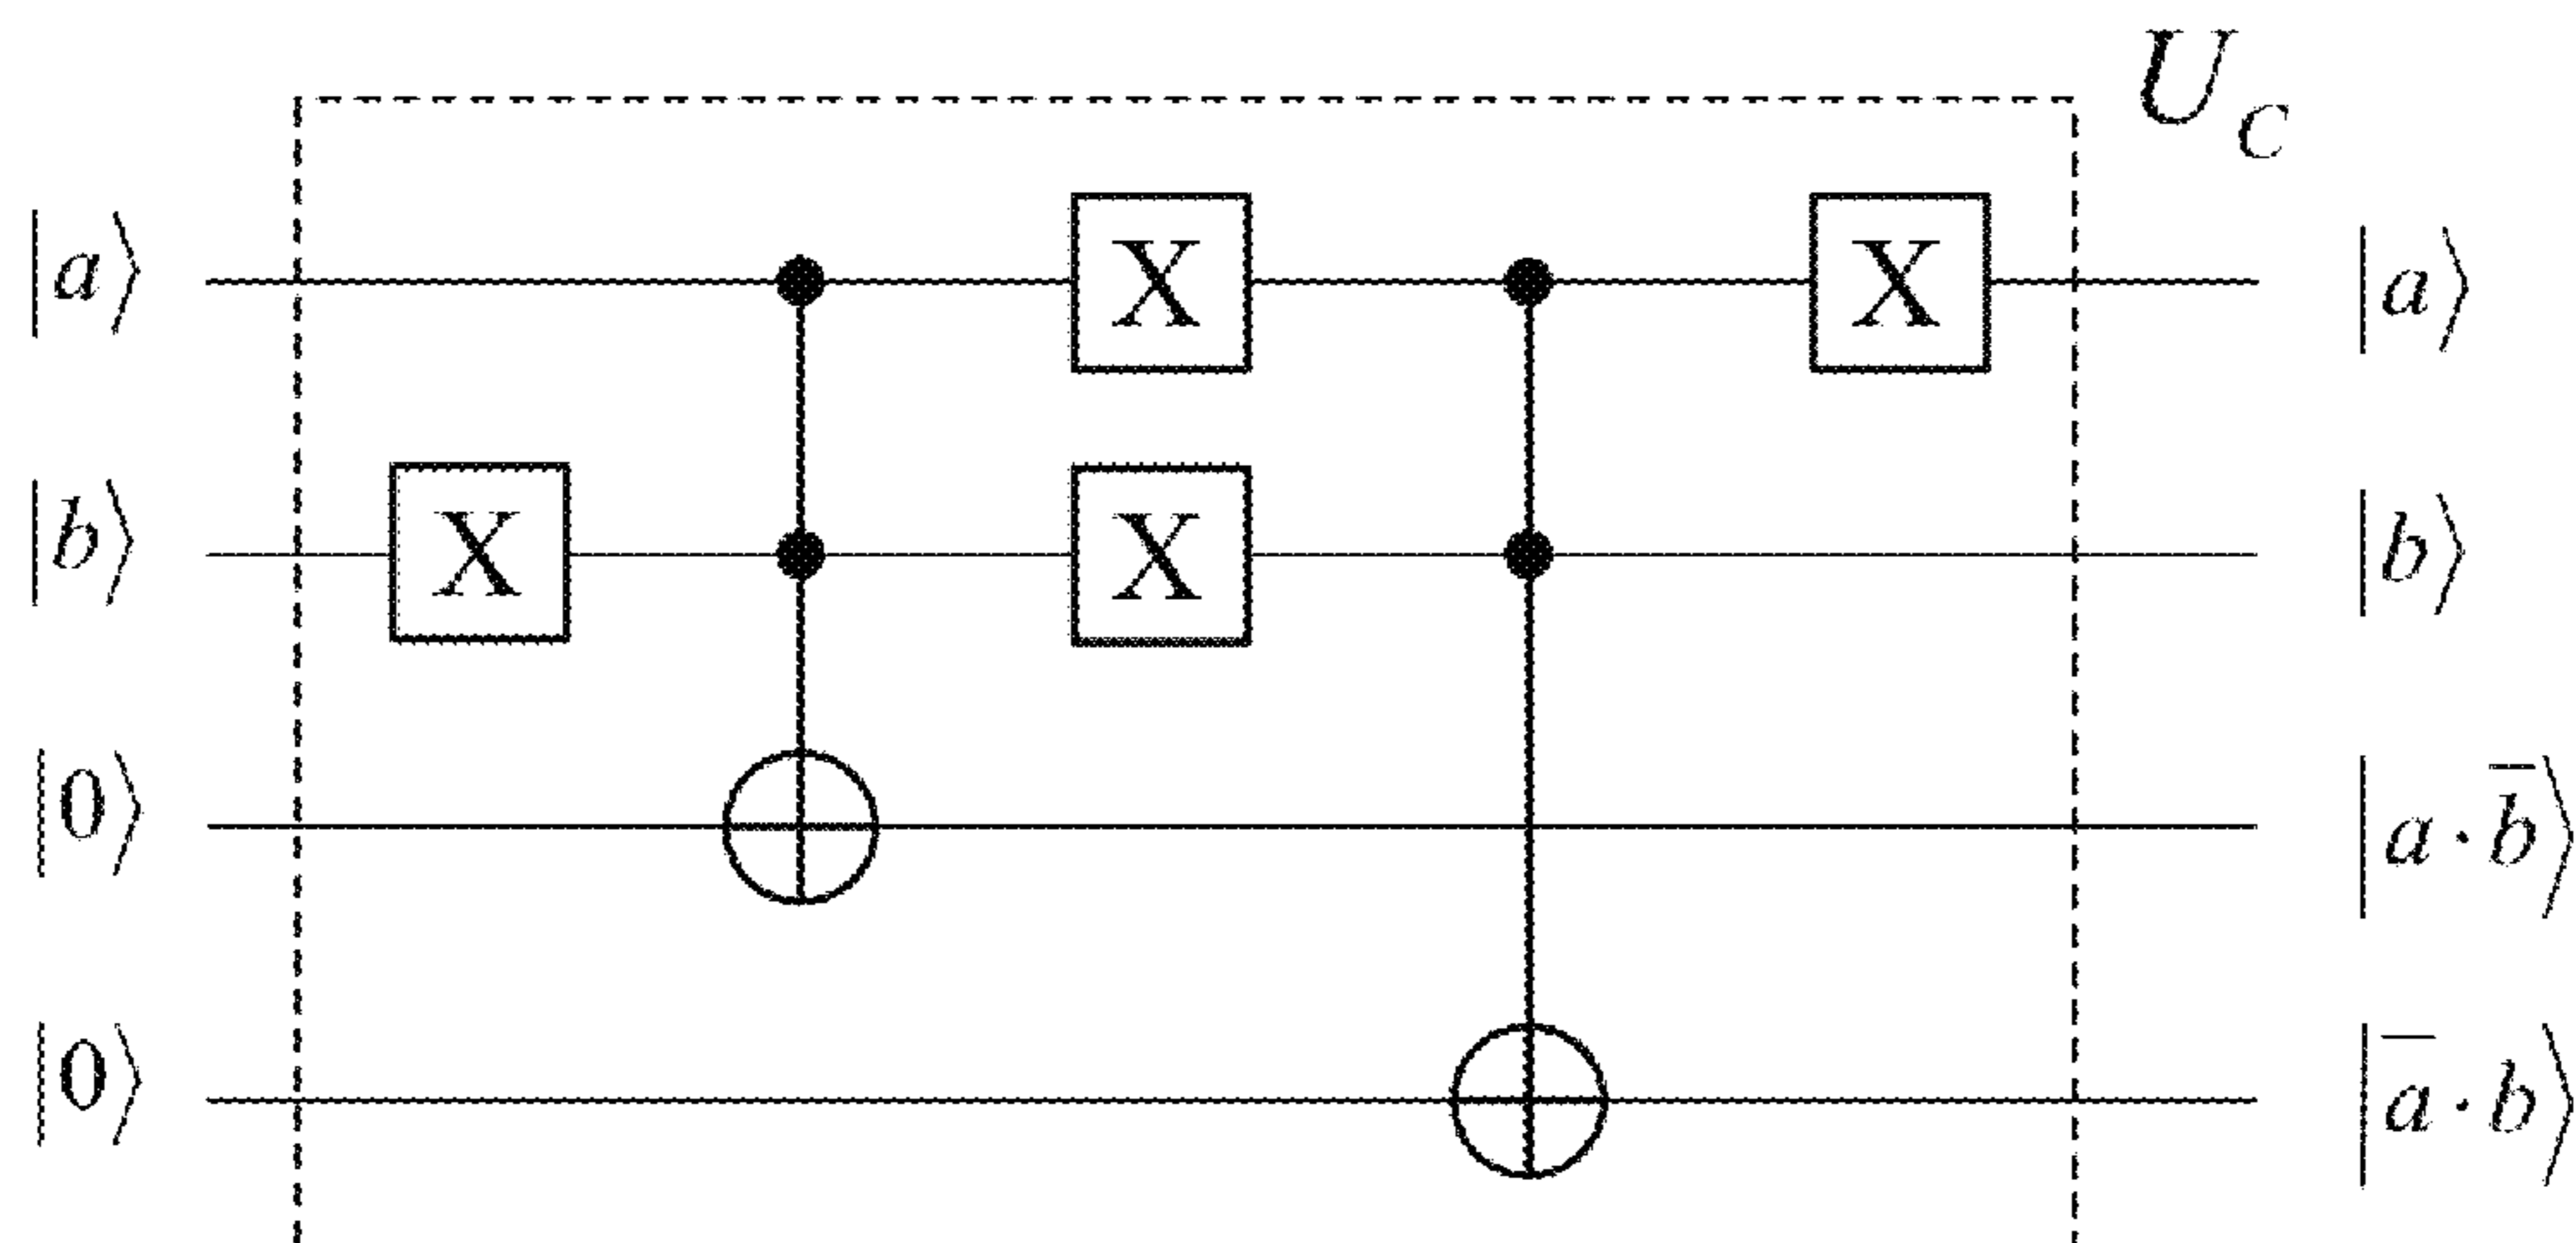 U_C
|a⟩ X X |a⟩
|b⟩ X X |b⟩
|0⟩ |a · b̅⟩
|0⟩ |a̅ · b⟩